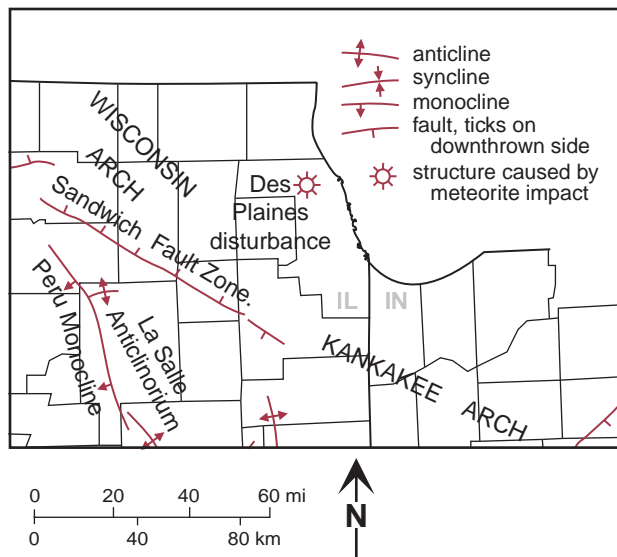 anticline
syncline
monocline
fault, ticks on
downthrown side
structure caused by
meteorite impact
WISCONSIN
ARCH
Des
Plaines
disturbance
Sandwich Fault Zone.
IL IN
Peru Monocline
La Salle
Anticlinorium
KANKAKEE ARCH
0 20 40 60 mi
0 40 80 km
N